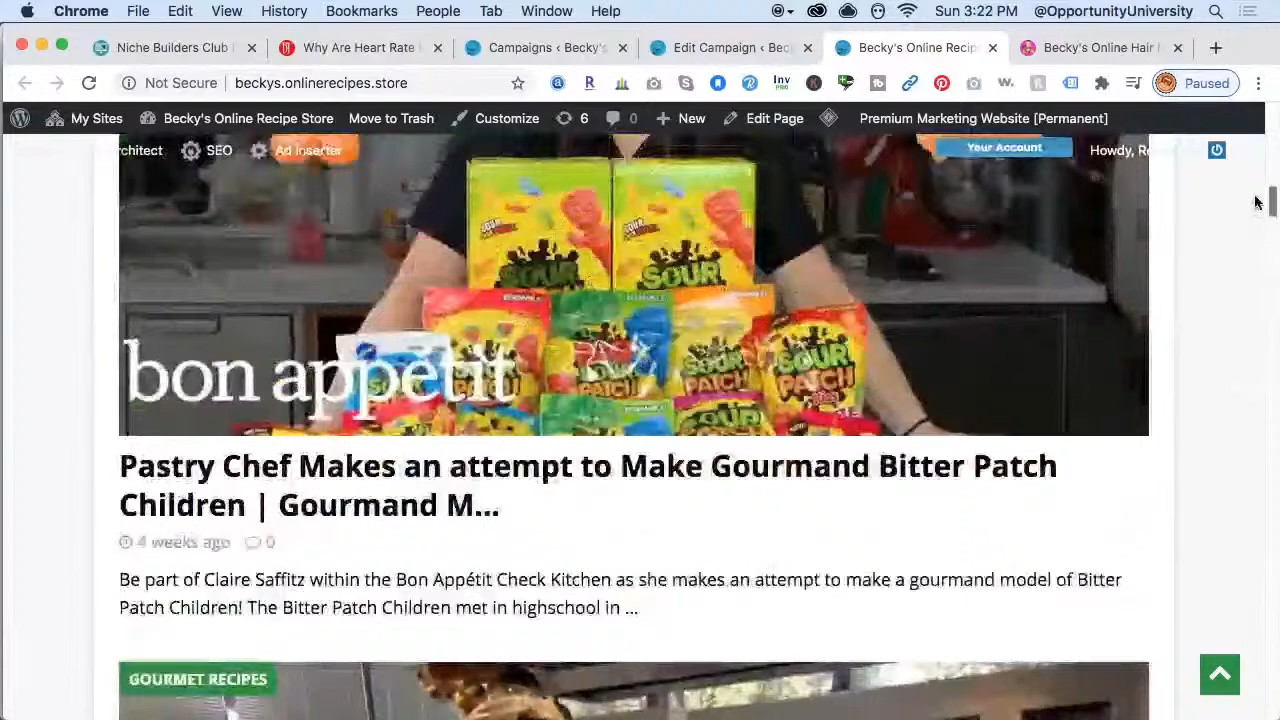 Chrome File Edit View History Bookmarks People Tab Window Help Sun 3:22 PM @OpportunityUniversity
Niche Builders Club Why Are Heart Rate Campaigns ‹ Becky's Edit Campaign ‹ Bec Becky's Online Recip Becky's Online Hair
Not Secure beckys.onlinerecipes.store Inv PRO Paused
My Sites Becky's Online Recipe Store Move to Trash Customize 6 0 New Edit Page Premium Marketing Website [Permanent]
rchitect SEO Ad Inserter Your Account Howdy,
SOUR SOUR
SOUR PATCH
bon appétit
Pastry Chef Makes an attempt to Make Gourmand Bitter Patch
Children | Gourmand M...
4 weeks ago 0
Be part of Claire Saffitz within the Bon Appétit Check Kitchen as she makes an attempt to make a gourmand model of Bitter
Patch Children! The Bitter Patch Children met in highschool in ...
GOURMET RECIPES